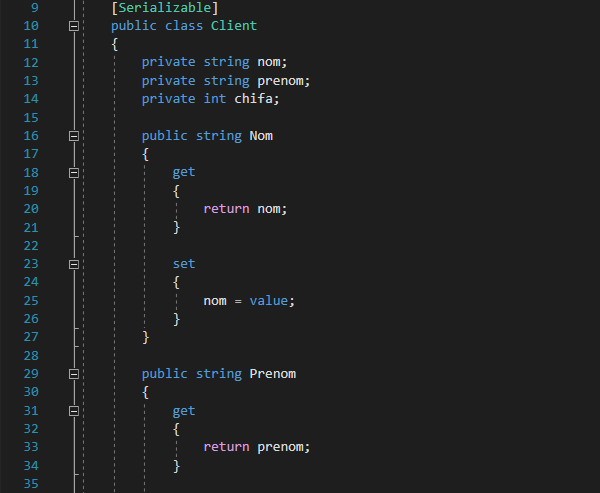 9 [Serializable]
10 public class Client
11 {
12 private string nom;
13 private string prenom;
14 private int chifa;
15
16 public string Nom
17 {
18 get
19 {
20 return nom;
21 }
22
23 set
24 {
25 nom = value;
26 }
27 }
28
29 public string Prenom
30 {
31 get
32 {
33 return prenom;
34 }
35